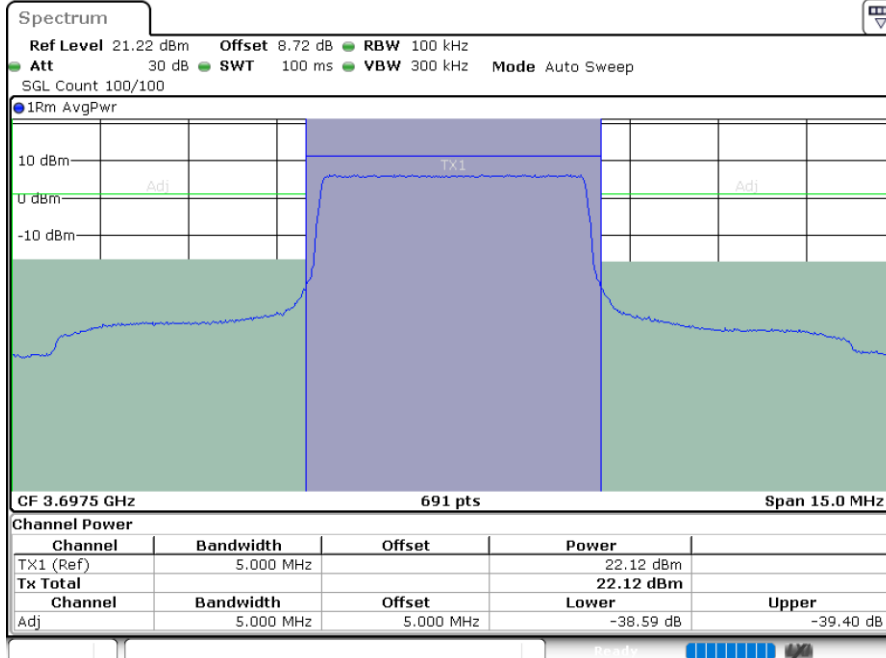 Spectrum
Ref Level 21.22 dBm Offset 8.72 dB RBW 100 kHz
Att 30 dB SWT 100 ms VBW 300 kHz Mode Auto Sweep
SGL Count 100/100
1Rm AvgPwr
10 dBm
TX1
Adj Adj
0 dBm
-10 dBm
CF 3.6975 GHz 691 pts Span 15.0 MHz
Channel Power
Channel Bandwidth Offset Power
TX1 (Ref) 5.000 MHz 22.12 dBm
Tx Total 22.12 dBm
Channel Bandwidth Offset Lower Upper
Adj 5.000 MHz 5.000 MHz -38.59 dB -39.40 dB
Ready